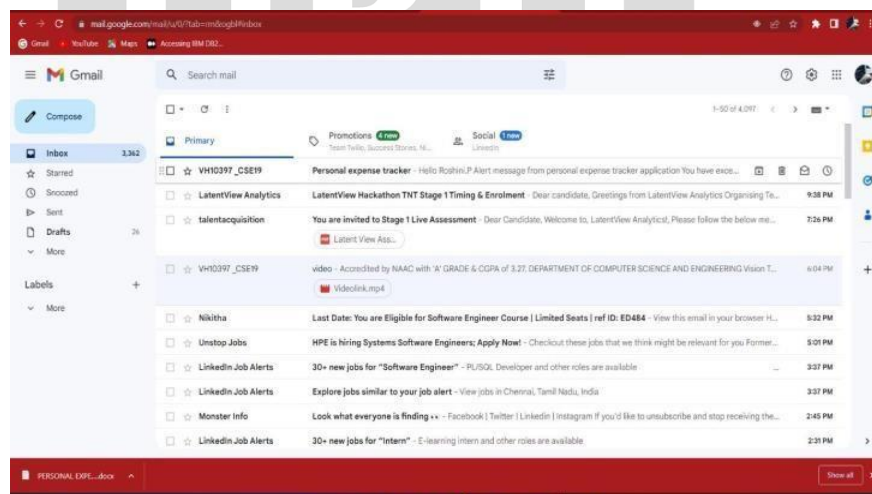 mail.google.com/mail/u/0/?tab=rm&ogbl#inbox
Gmail YouTube Maps Accessing IBM DB2...
Gmail
Search mail
Compose
1–50 of 4,097
Primary
Promotions 4 new
Team Twilio, Success Stories, Ni...
Social 1 new
LinkedIn
Inbox 3,362
Starred
Snoozed
Sent
Drafts 26
More
Labels +
More
VH10397_CSE19 Personal expense tracker - Hello Roshini.P Alert message from personal expense tracker application You have exce...
LatentView Analytics LatentView Hackathon TNT Stage 1 Timing & Enrolment - Dear candidate, Greetings from LatentView Analytics Organising Te... 9:38 PM
talentacquisition You are invited to Stage 1 Live Assessment - Dear Candidate, Welcome to, LatentView Analytics!, Please follow the below me... 7:26 PM
Latent View Ass...
VH10397_CSE19 video - Accredited by NAAC with 'A' GRADE & CGPA of 3.27. DEPARTMENT OF COMPUTER SCIENCE AND ENGINEERING Vision T... 6:04 PM
Videolink.mp4
Nikitha Last Date: You are Eligible for Software Engineer Course | Limited Seats | ref ID: ED484 - View this email in your browser H... 5:32 PM
Unstop Jobs HPE is hiring Systems Software Engineers; Apply Now! - Checkout these jobs that we think might be relevant for you Former... 5:01 PM
LinkedIn Job Alerts 30+ new jobs for “Software Engineer” - PL/SQL Developer and other roles are available ... 3:37 PM
LinkedIn Job Alerts Explore jobs similar to your job alert - View jobs in Chennai, Tamil Nadu, India 3:37 PM
Monster Info Look what everyone is finding 👀 - Facebook | Twitter | Linkedin | Instagram If you'd like to unsubscribe and stop receiving the... 2:45 PM
LinkedIn Job Alerts 30+ new jobs for “Intern” - E-learning intern and other roles are available. 2:31 PM
PERSONAL EXPE....docx
Show all